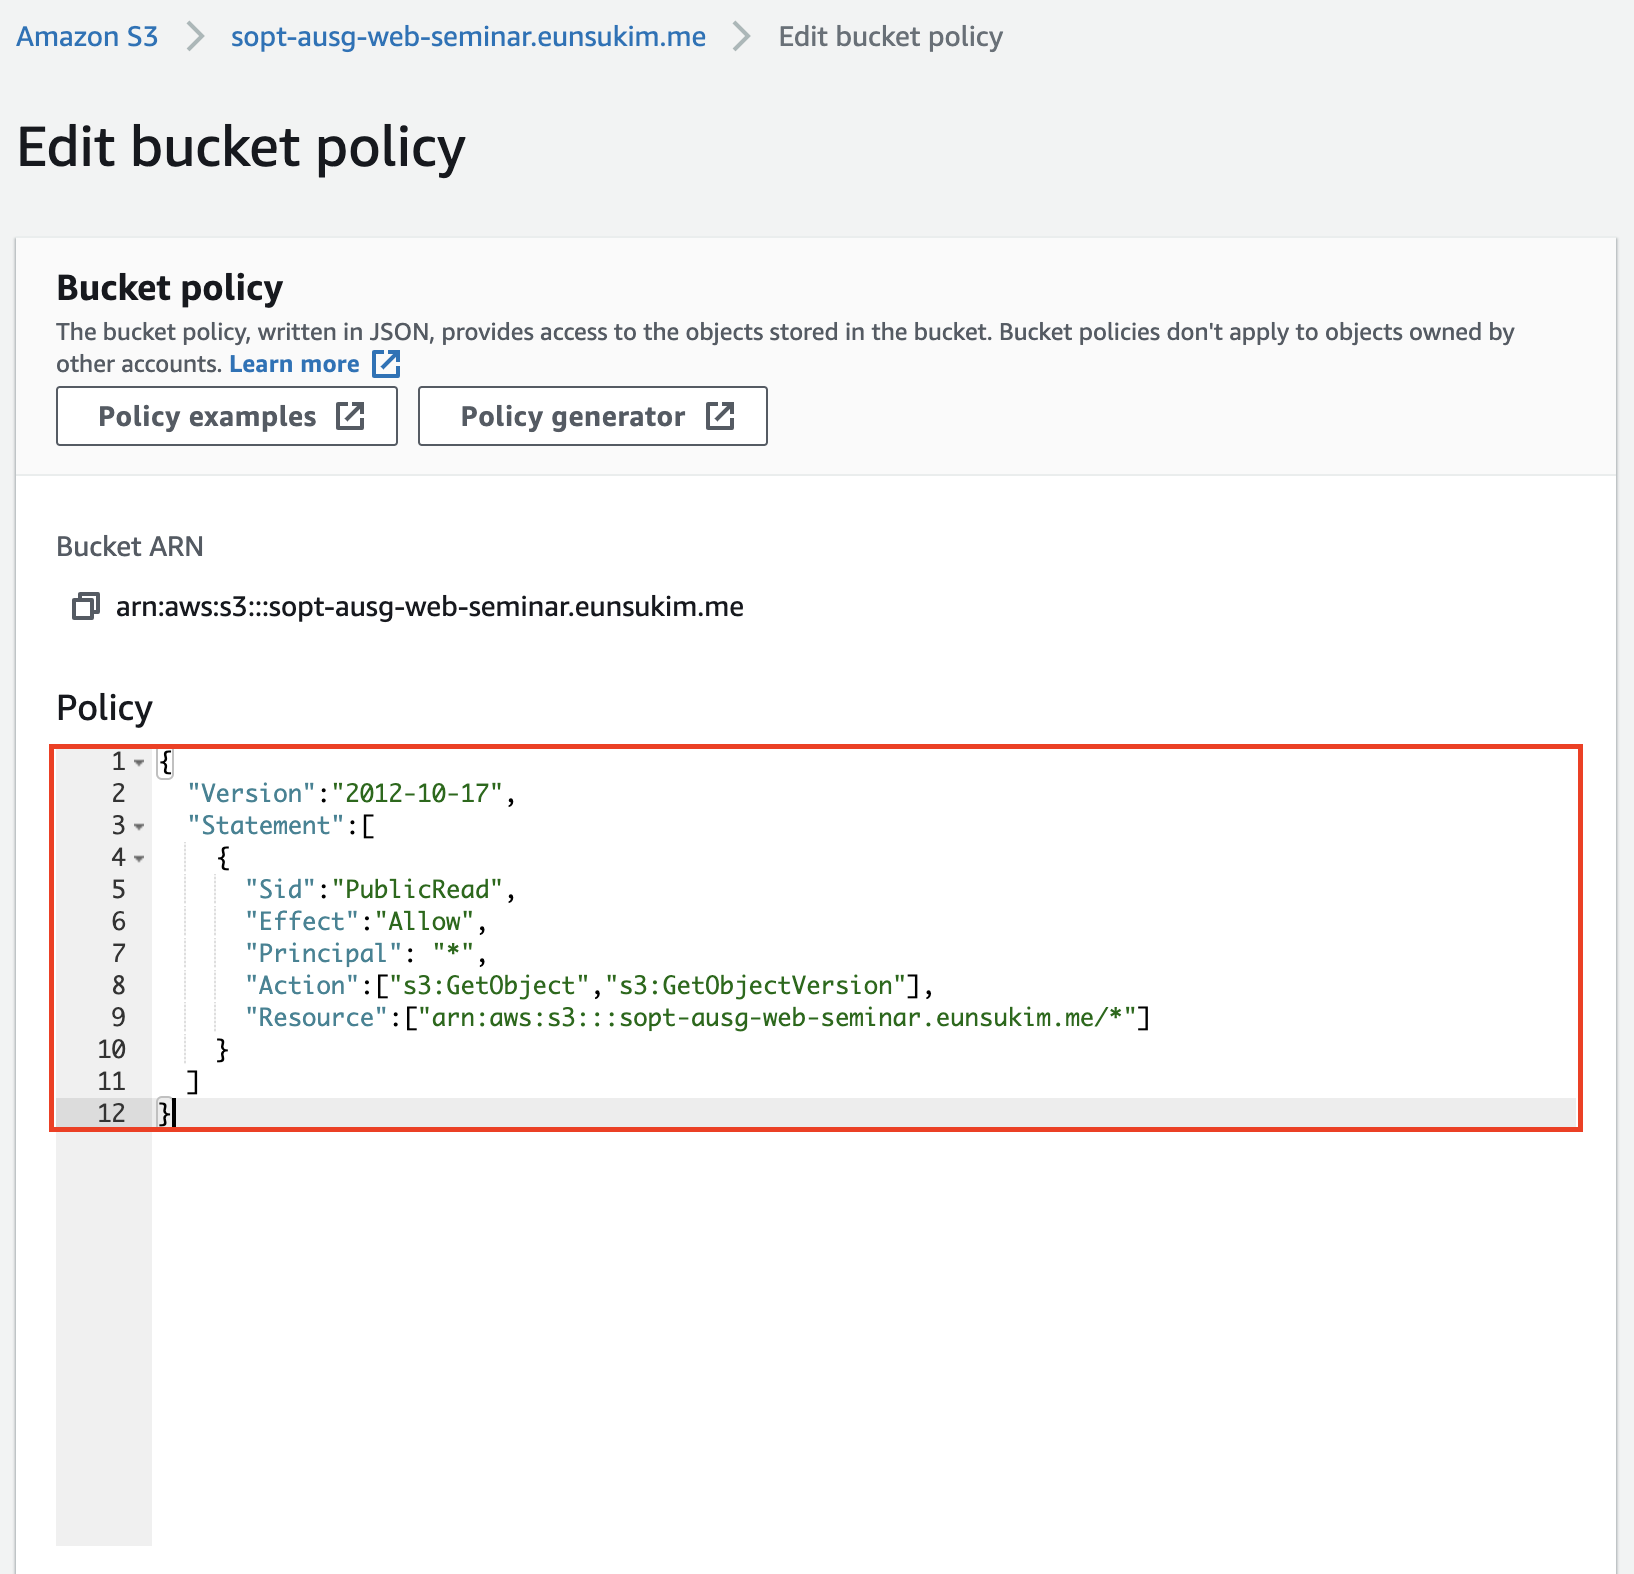 Amazon S3 > sopt-ausg-web-seminar.eunsukim.me > Edit bucket policy
Edit bucket policy
Bucket policy
The bucket policy, written in JSON, provides access to the objects stored in the bucket. Bucket policies don't apply to objects owned by
other accounts. Learn more
Policy examples Policy generator
Bucket ARN
arn:aws:s3:::sopt-ausg-web-seminar.eunsukim.me
Policy
1 {
2 "Version":"2012-10-17",
3 "Statement":[
4 {
5 "Sid":"PublicRead",
6 "Effect":"Allow",
7 "Principal": "*",
8 "Action":["s3:GetObject","s3:GetObjectVersion"],
9 "Resource":["arn:aws:s3:::sopt-ausg-web-seminar.eunsukim.me/*"]
10 }
11 ]
12 }